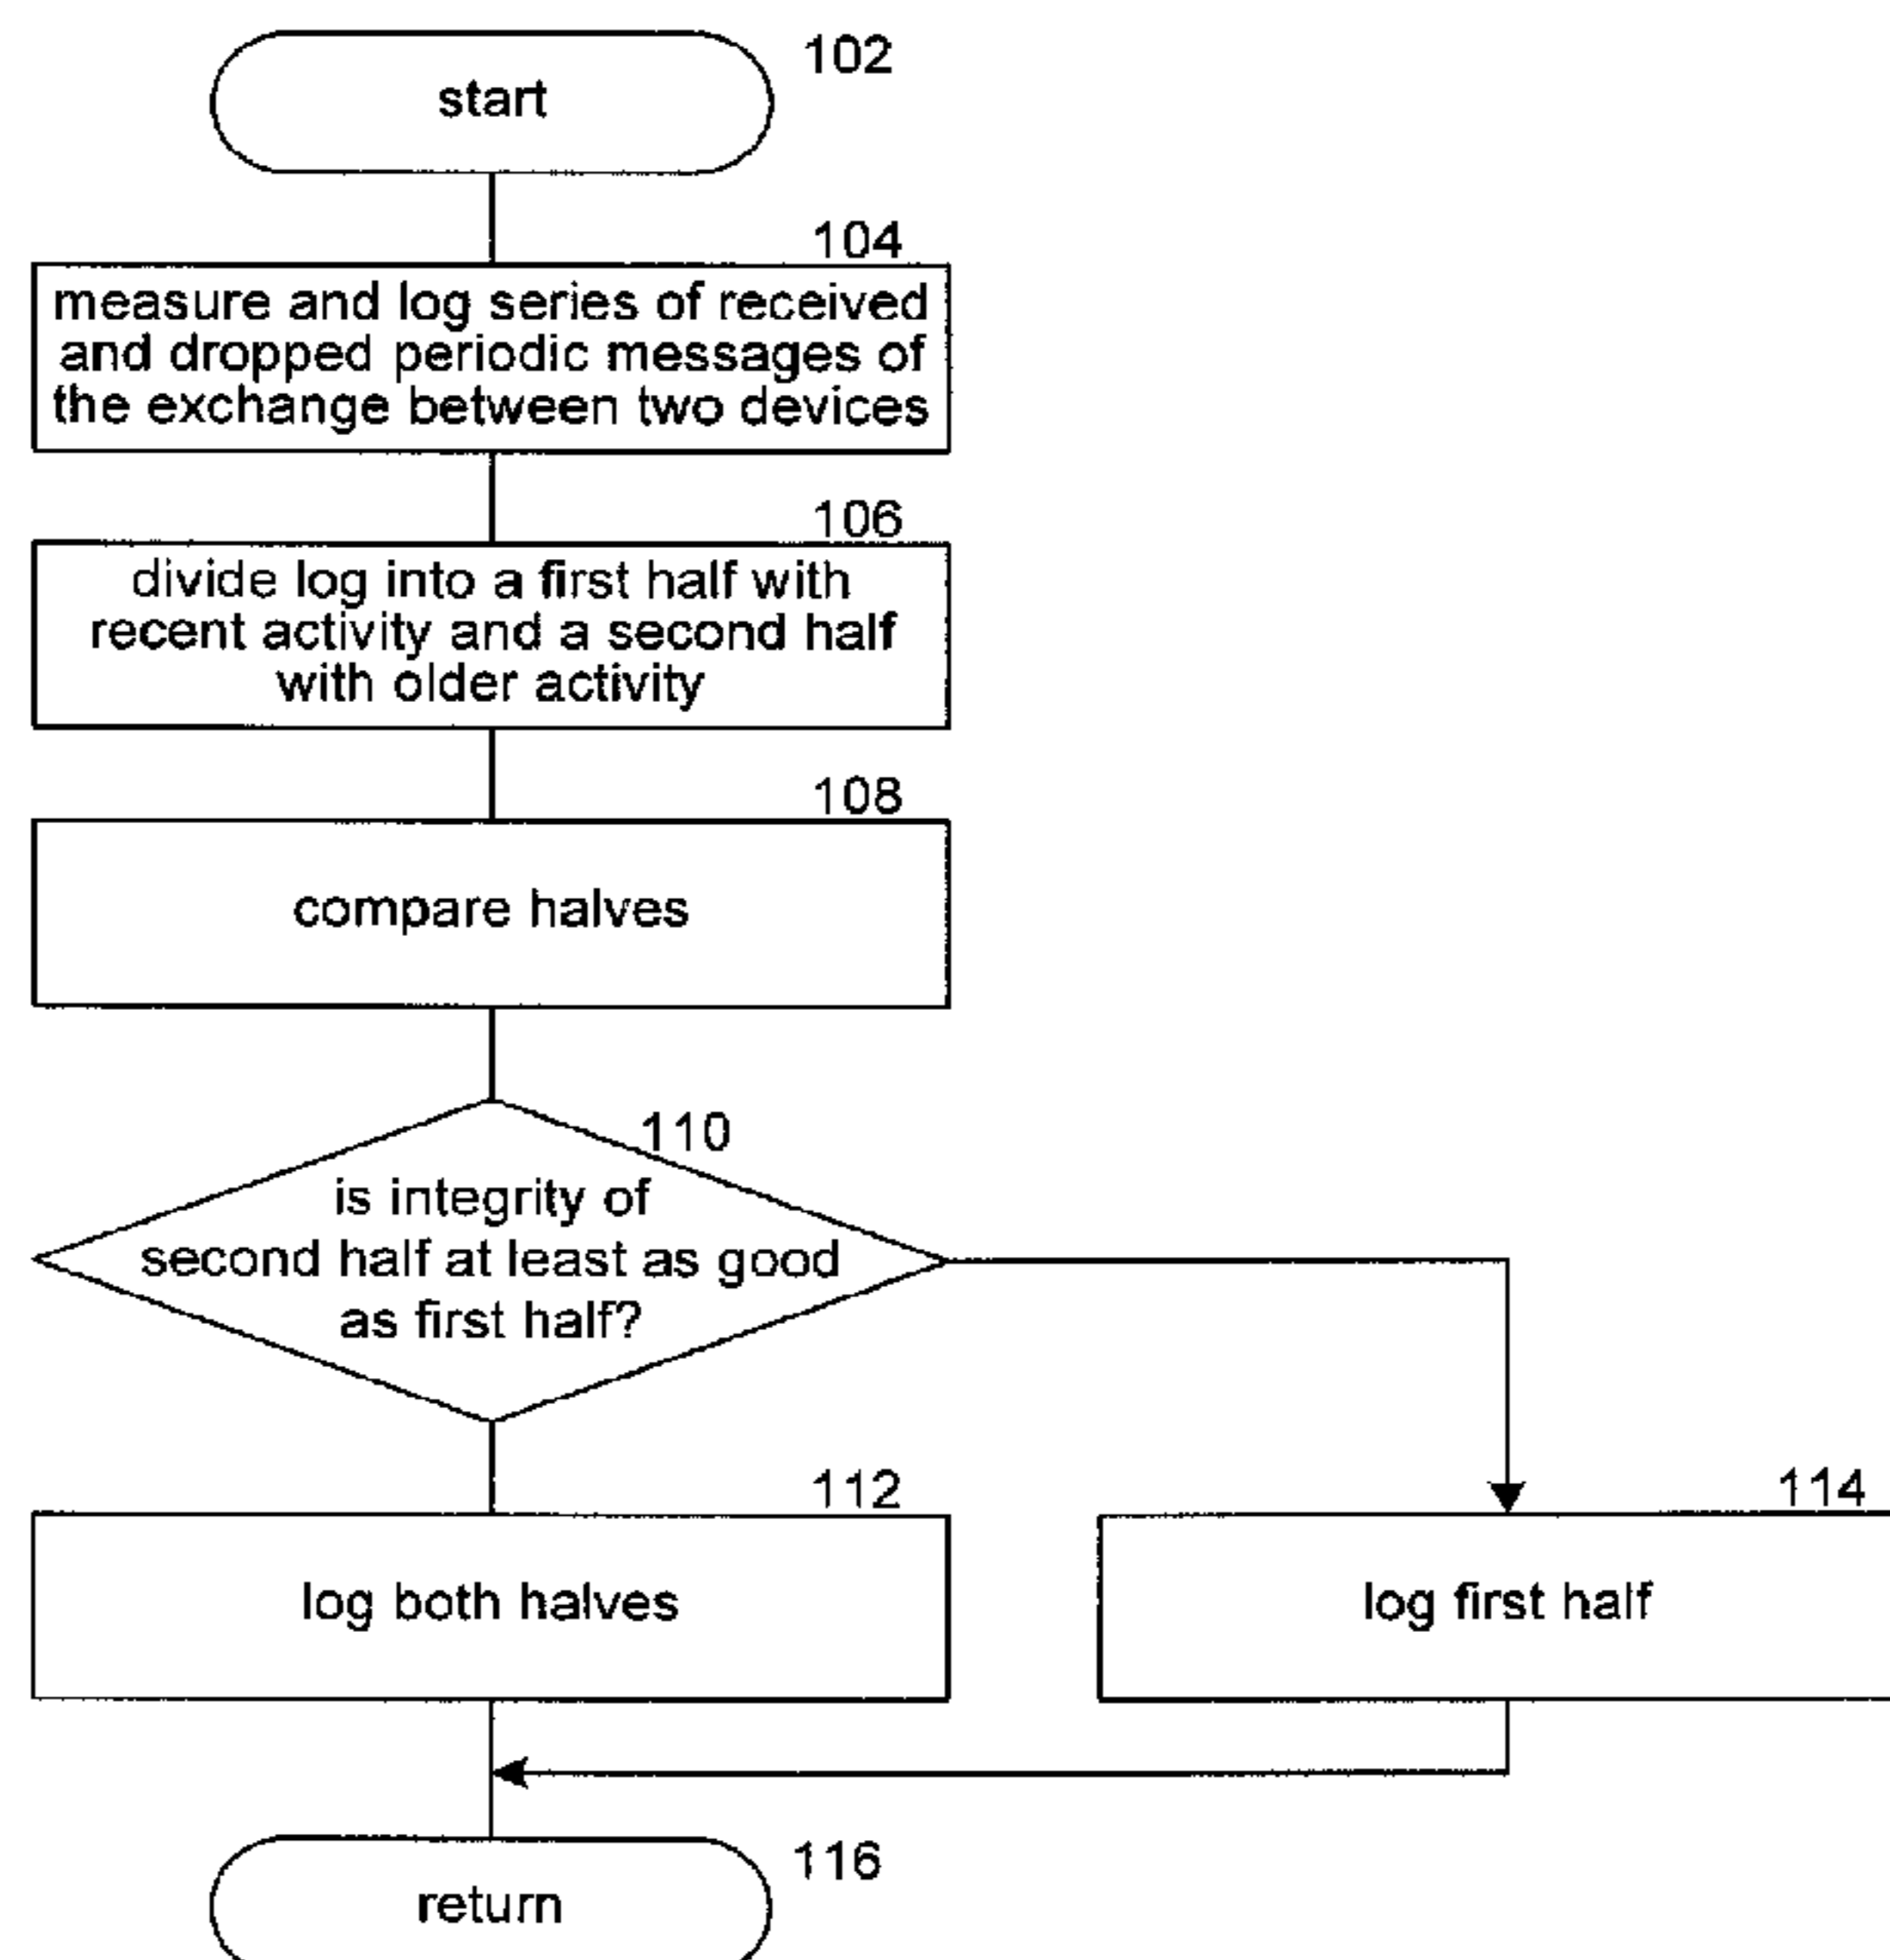 102
start
104
measure and log series of received
and dropped periodic messages of
the exchange between two devices
106
divide log into a first half with
recent activity and a second half
with older activity
108
compare halves
110
is integrity of
second half at least as good
as first half?
112
log both halves
114
log first half
116
return